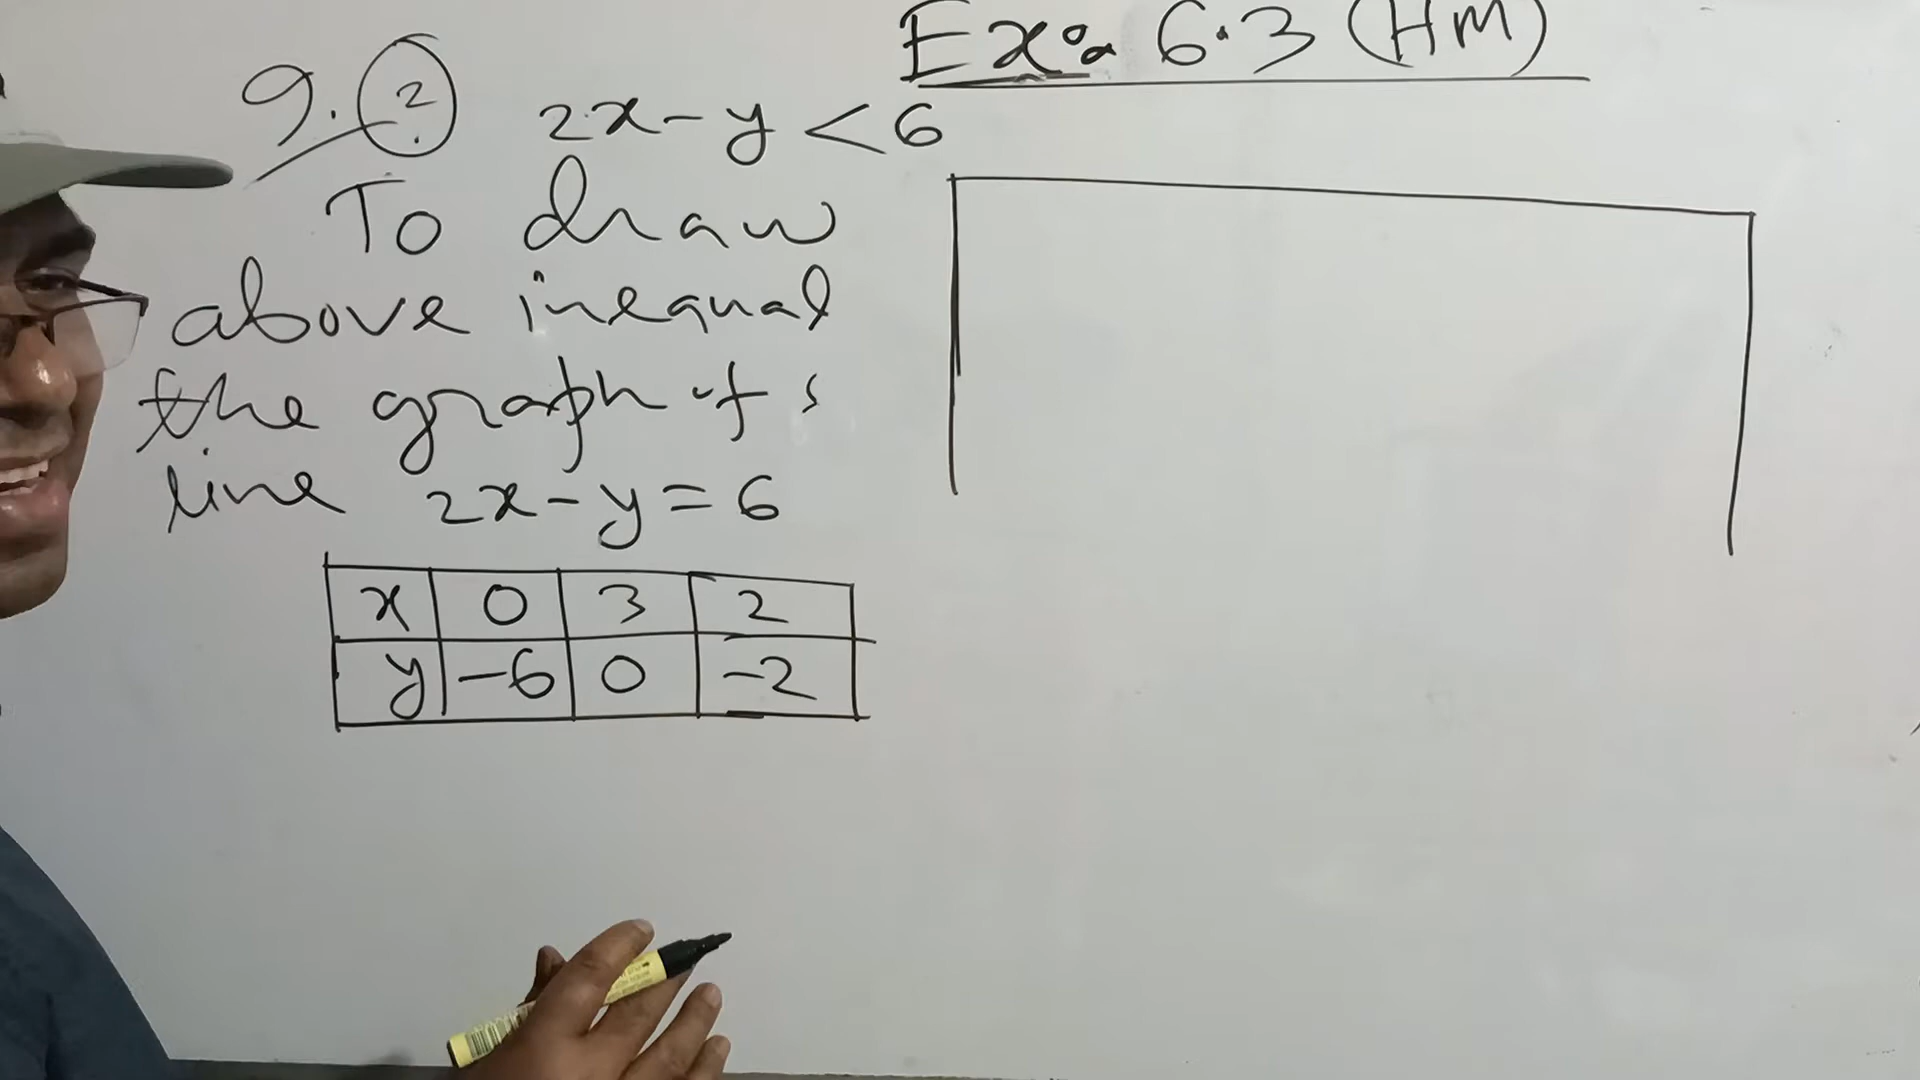 Ex: 6.3 (HM)
9. 2 2x - y < 6
To draw
above inequal
the graph of
line 2x - y = 6
x 0 3 2
y -6 0 -2